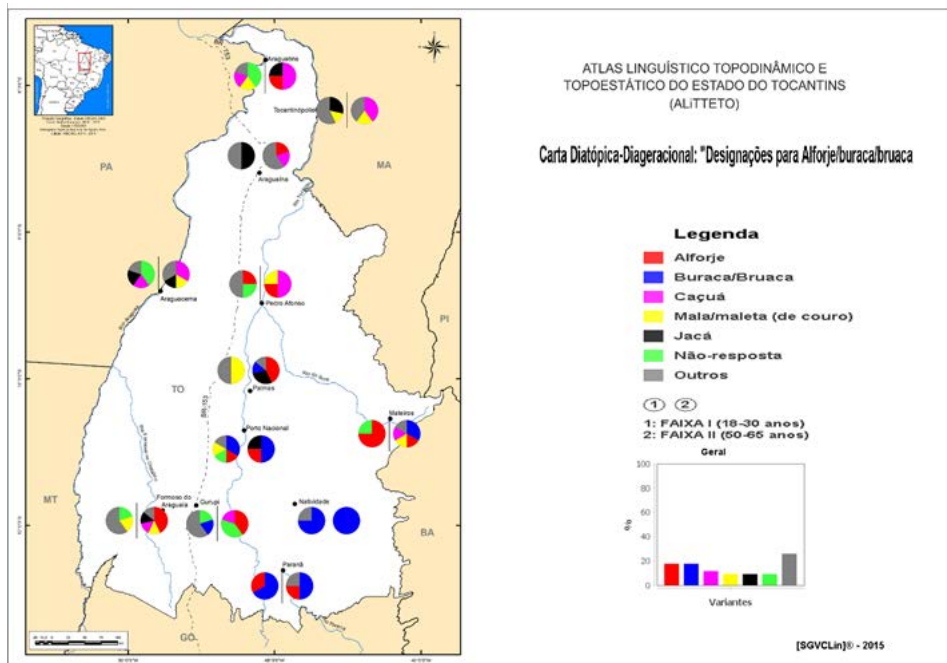 BR-153
Araguatins
Tocantinópolis
PA
MA
Araguaína
Araguacema
Pedro Afonso
PI
TO
BR-153
Palmas
Mateiros
Porto Nacional
MT
Formoso do
Araguaia
Gurupi
Natividade
BA
Paranã
GO
ATLAS LINGUÍSTICO TOPODINÂMICO E
TOPOESTÁTICO DO ESTADO DO TOCANTINS
(ALiTTETO)
Carta Diatópica-Diageracional: "Designações para Alforje/buraca/bruaca
Legenda
Alforje
Buraca/Bruaca
Caçuá
Mala/maleta (de couro)
Jacá
Não-resposta
Outros
1 2
1: FAIXA I (18-30 anos)
2: FAIXA II (50-65 anos)
Geral
100
80
60
40
20
0
%
Variantes
[SGVCLin]® - 2015